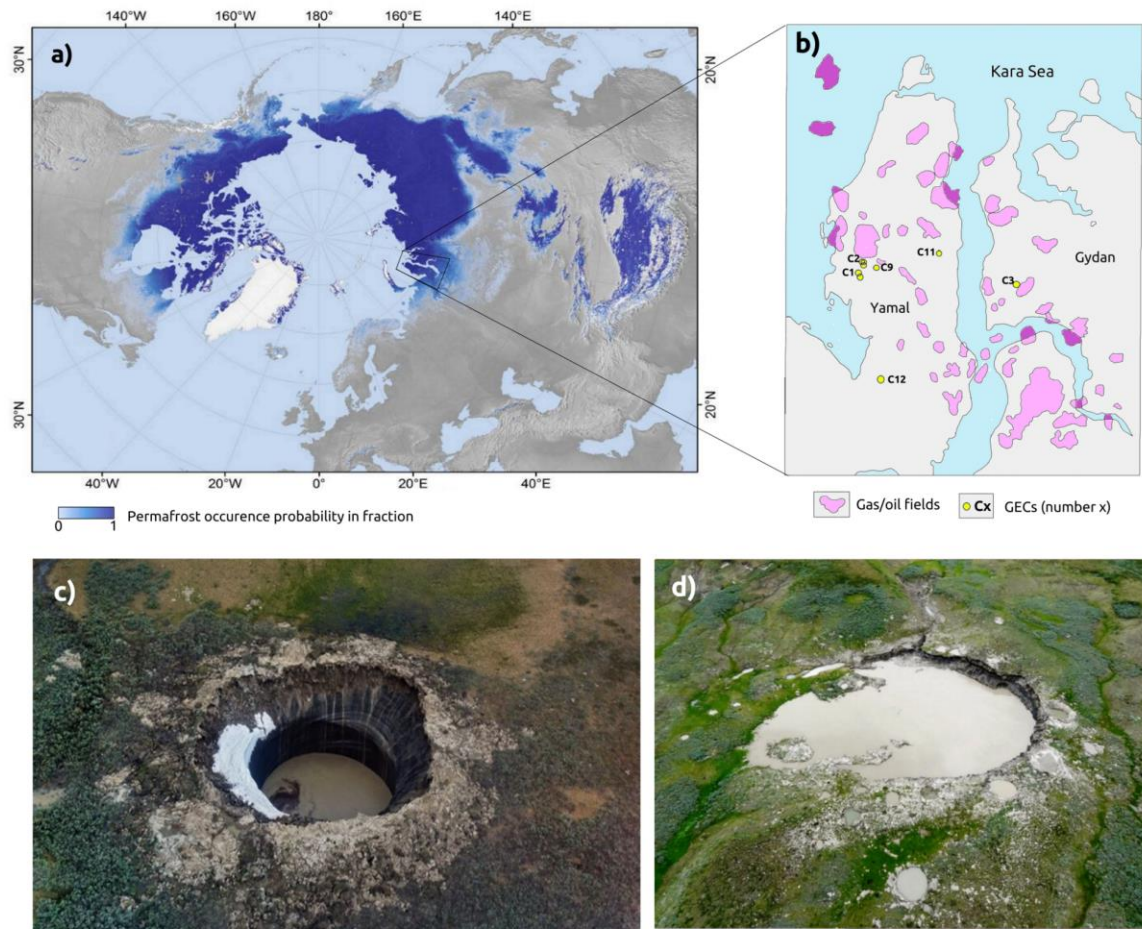 140°W 160°W 180° 160°E 140°E
30°N
a)
20°N
30°N
20°N
40°W 20°W 0° 20°E 40°E
0 1 Permafrost occurence probability in fraction
b)
Kara Sea
C11
C2
C9
C1
C3
Gydan
Yamal
C12
Gas/oil fields
Cx GECs (number x)
c)
d)